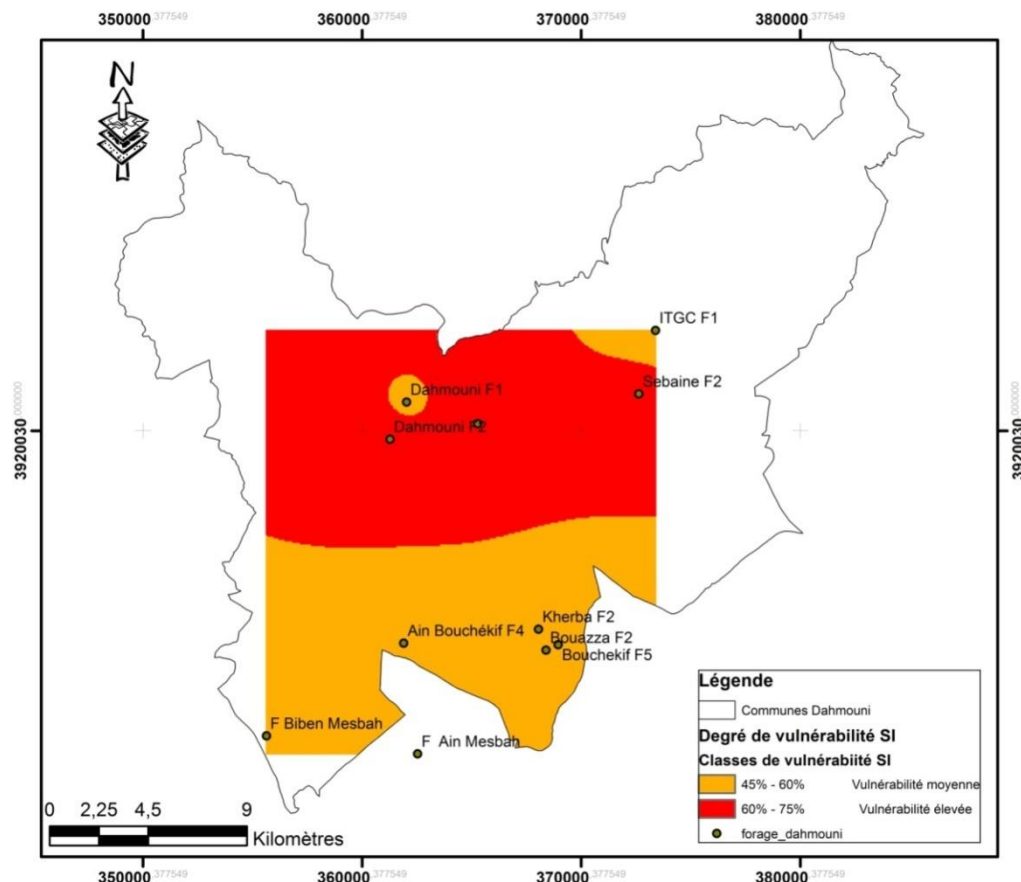 350000,377549 360000,377549 370000,377549 380000,377549
N
ITGC F1
Sebaine F2
Dahmouni F1
Dahmouni F2
3920030,000000
3920030,000000
Kherba F2
Ain Bouchékif F4
Bouazza F2
Bouchekif F5
F Biben Mesbah
F Ain Mesbah
Légende
Communes Dahmouni
Degré de vulnérabilité SI
Classes de vulnérabiité SI
45% - 60% Vulnérabilité moyenne
60% - 75% Vulnérabilité élevée
forage_dahmouni
0 2,25 4,5 9
Kilomètres
350000,377549 360000,377549 370000,377549 380000,377549